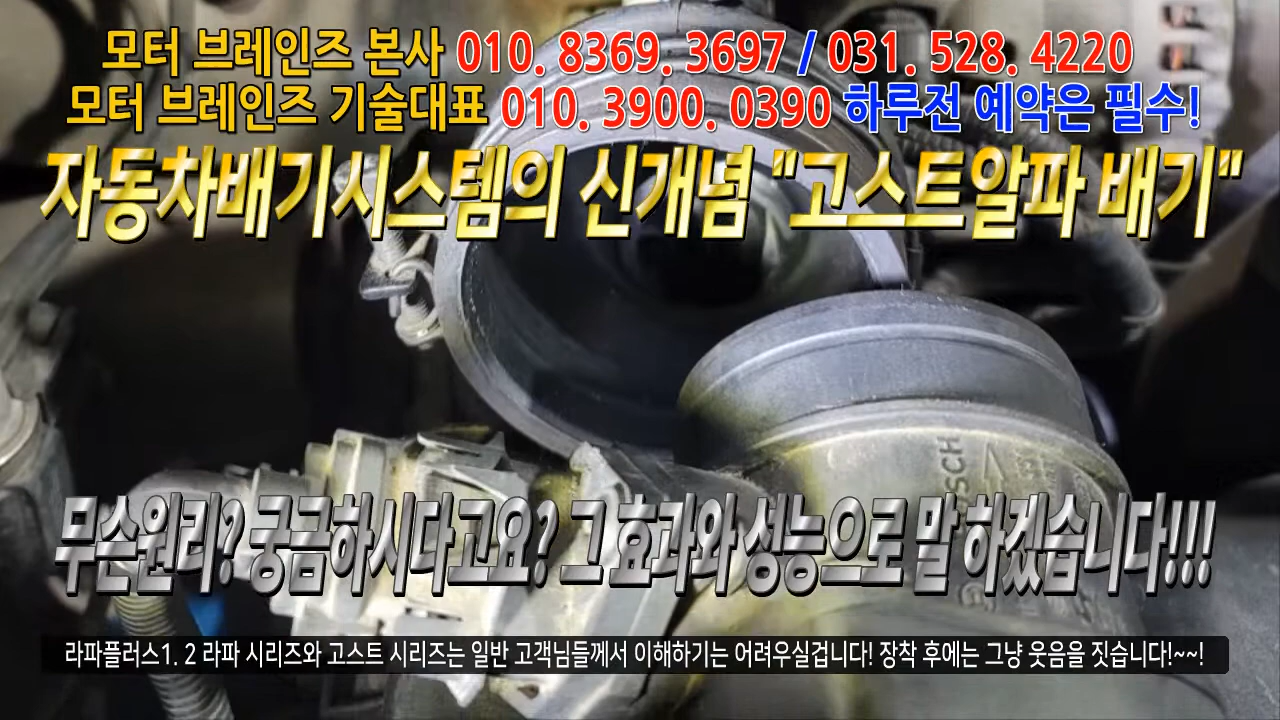 모터 브레인즈 본사 010. 8369. 3697 / 031. 528. 4220
모터 브레인즈 기술대표 010. 3900. 0390 하루전 예약은 필수!
자동차배기시스템의 신개념 "고스트알파 배기"
무슨원리? 궁금하시다고요? 그 효과와 성능으로 말 하겠습니다!!!
라파플러스1. 2 라파 시리즈와 고스트 시리즈는 일반 고객님들께서 이해하기는 어려우실겁니다! 장착 후에는 그냥 웃음을 짓습니다!~~!